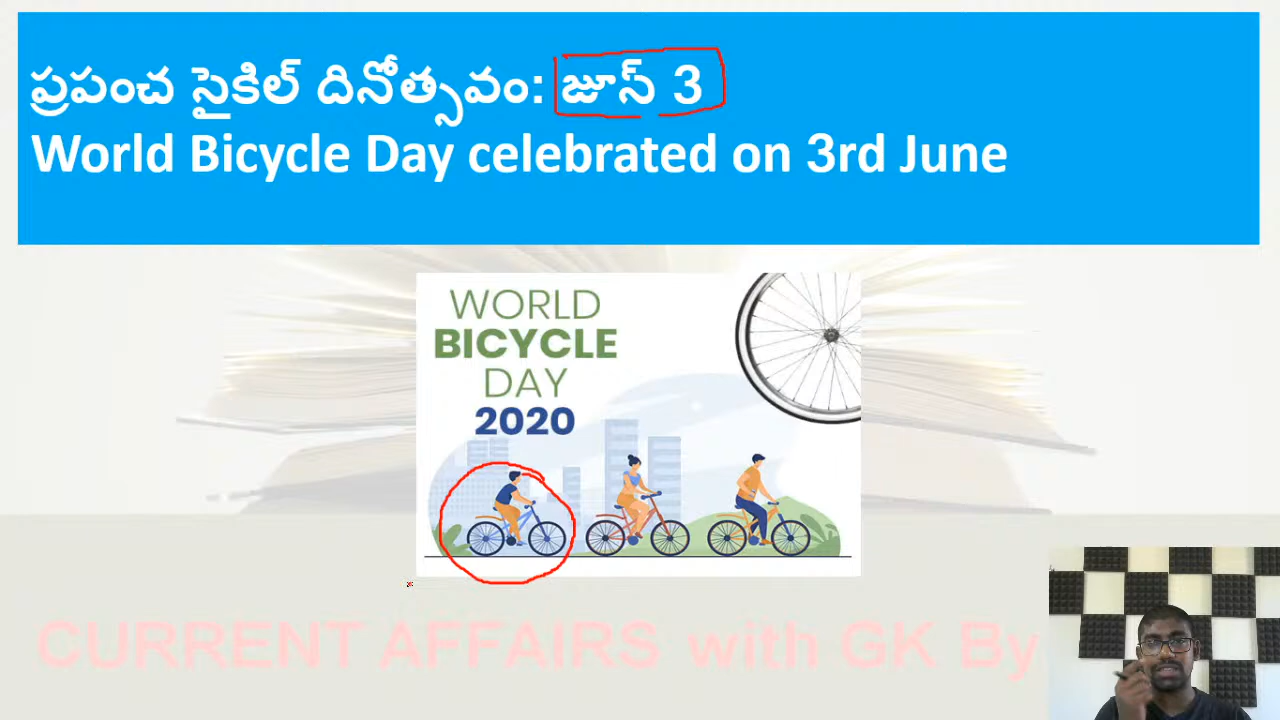 ప్రపంచ సైకిల్ దినోత్సవం: జూన్ 3
World Bicycle Day celebrated on 3rd June
WORLD
BICYCLE
DAY
2020
CURRENT AFFAIRS with GK By